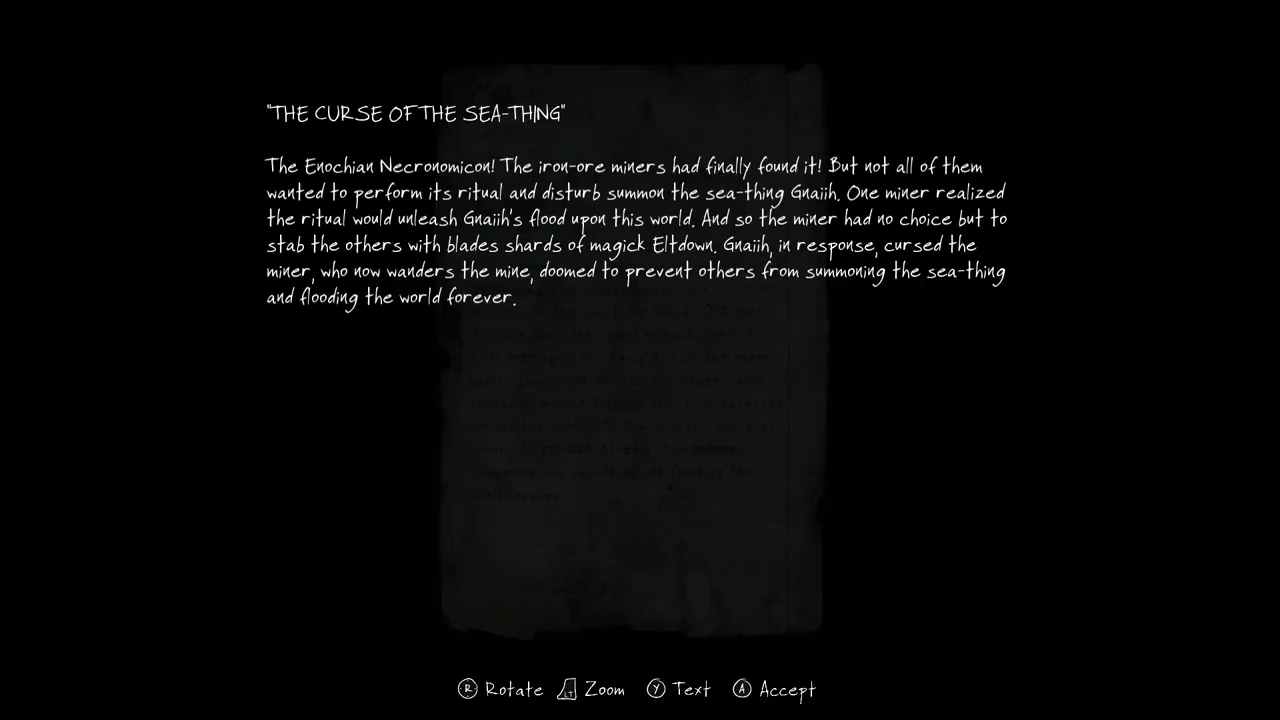 "THE CURSE OF THE SEA-THING"
The Enochian Necronomicon! The iron-ore miners had finally found it! But not all of them
wanted to perform its ritual and disturb summon the sea-thing Gnaiih. One miner realized
the ritual would unleash Gnaiih's flood upon this world. And so the miner had no choice but to
stab the others with blades shards of magick Eltdown. Gnaiih, in response, cursed the
miner, who now wanders the mine, doomed to prevent others from summoning the sea-thing
and flooding the world forever.
R Rotate LT Zoom Y Text A Accept